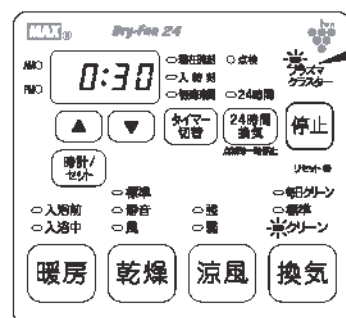 MAX Dry-fan 24
AM
現在時刻 点検
0:30
入時刻
PM
24時間
プラズマ
クラスター
▲ ▼ タイマー
切替
24時間
換気
停止
時計/
セット
リセット
標準 毎日クリーン
入浴前 静音 強 標準
入浴中 風 クリーン
暖房 乾燥 涼風 換気